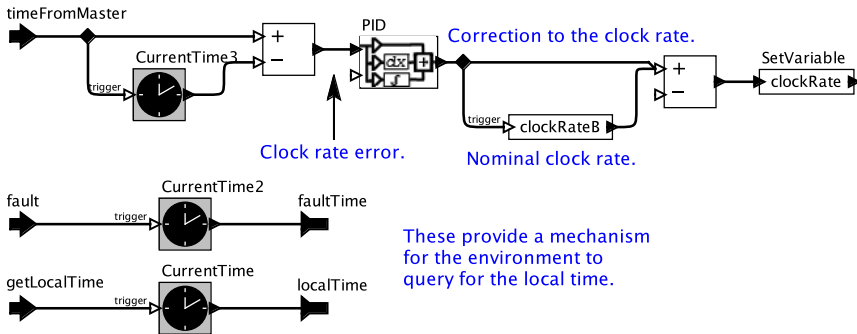 timeFromMaster
PID
Correction to the clock rate.
+
−
CurrentTime3
trigger
dx
+
∫
SetVariable
+
−
clockRate
trigger
clockRateB
Clock rate error.
Nominal clock rate.
fault
CurrentTime2
faultTime
trigger
These provide a mechanism
for the environment to
query for the local time.
getLocalTime
CurrentTime
localTime
trigger